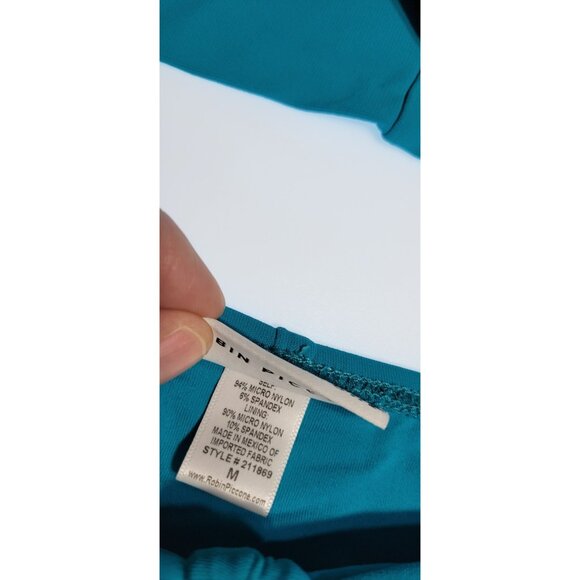 BIN PICC
SELF:
94% MICRO NYLON
6% SPANDEX
LINING:
90% MICRO NYLON
10% SPANDEX
MADE IN MEXICO OF
IMPORTED FABRIC
STYLE # 211869
M
www.RobinPiccone.com